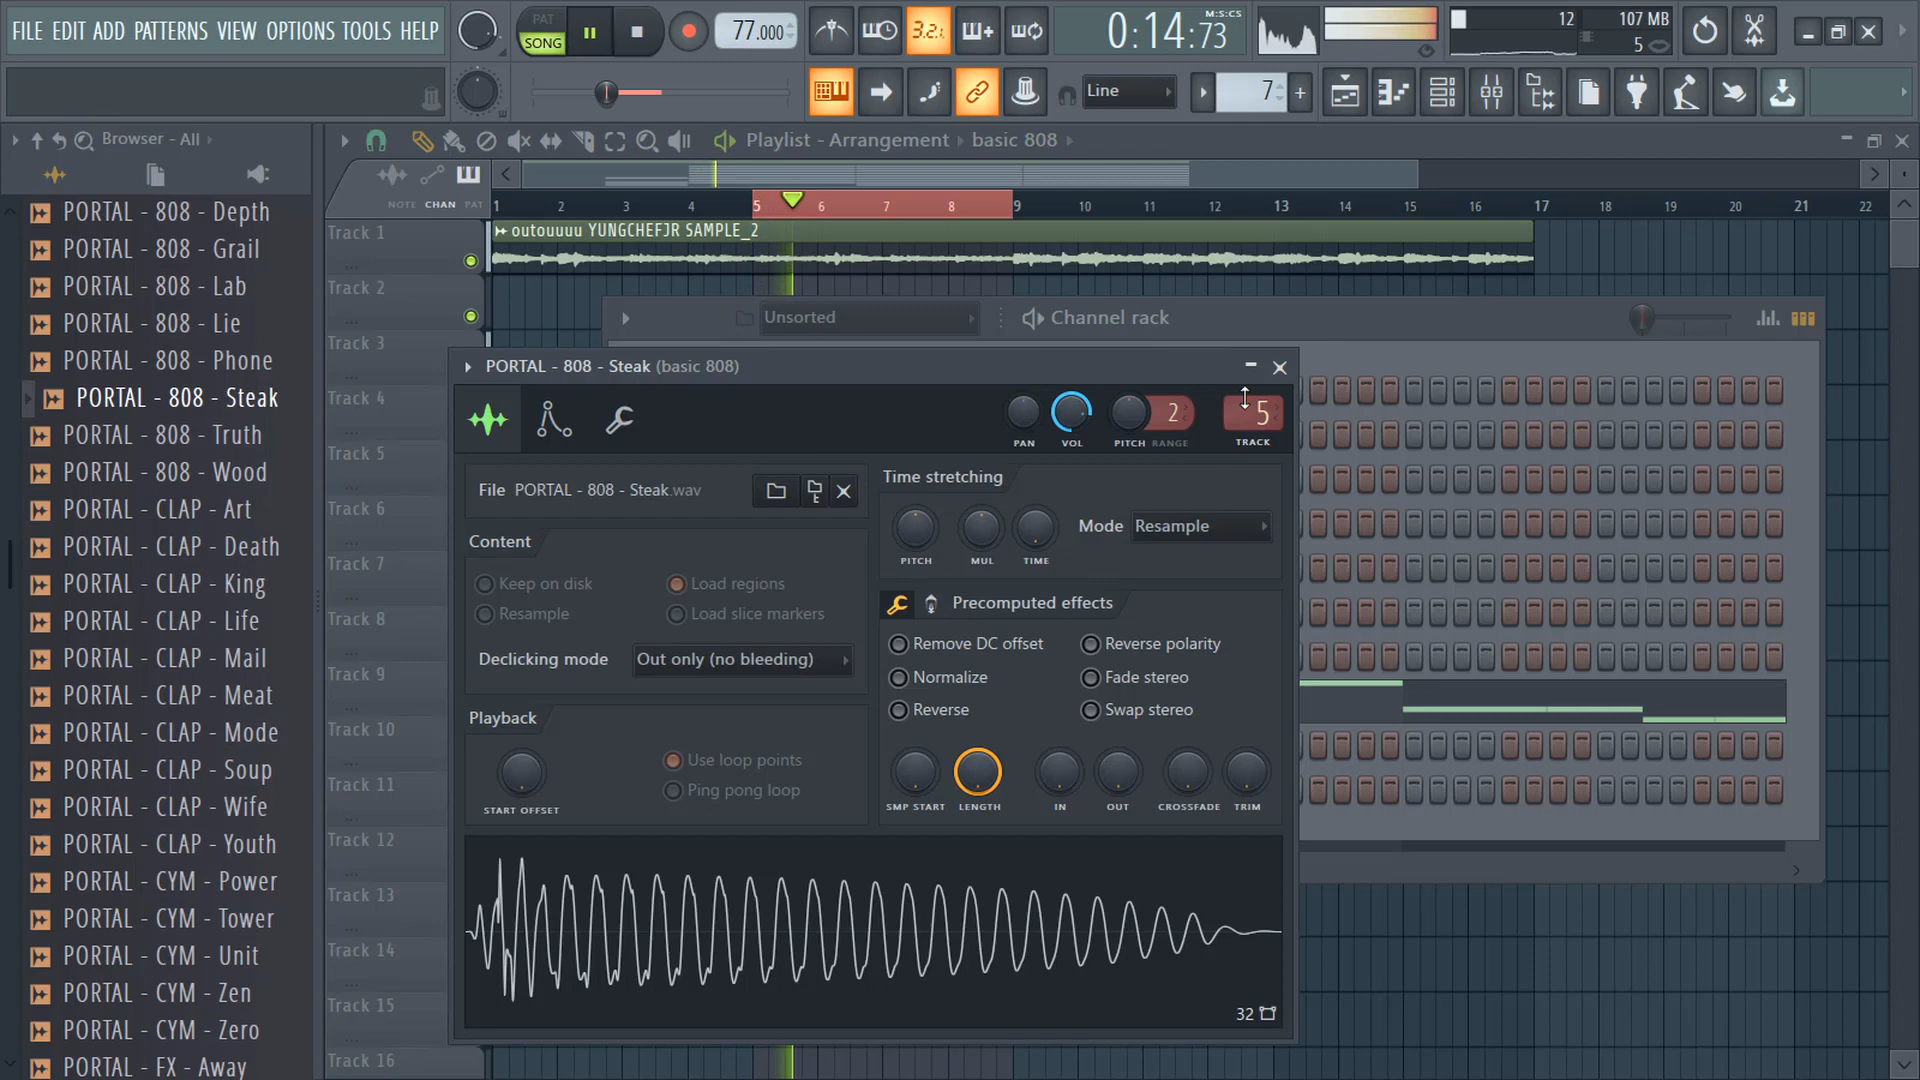 FILE EDIT ADD PATTERNS VIEW OPTIONS TOOLS HELP
PAT
SONG
77.000
3.2.
M:S:CS
0:14:73
12
107 MB
5
Line
7
Browser - All
Playlist - Arrangement
basic 808
NOTE CHAN PAT
1 2 3 4 5 6 7 8 9 10 11 12 13 14 15 16 17 18 19 20 21 22
PORTAL - 808 - Depth
PORTAL - 808 - Grail
PORTAL - 808 - Lab
PORTAL - 808 - Lie
PORTAL - 808 - Phone
PORTAL - 808 - Steak
PORTAL - 808 - Truth
PORTAL - 808 - Wood
PORTAL - CLAP - Art
PORTAL - CLAP - Death
PORTAL - CLAP - King
PORTAL - CLAP - Life
PORTAL - CLAP - Mail
PORTAL - CLAP - Meat
PORTAL - CLAP - Mode
PORTAL - CLAP - Soup
PORTAL - CLAP - Wife
PORTAL - CLAP - Youth
PORTAL - CYM - Power
PORTAL - CYM - Tower
PORTAL - CYM - Unit
PORTAL - CYM - Zen
PORTAL - CYM - Zero
PORTAL - FX - Away
Track 1
Track 2
Track 3
Track 4
Track 5
Track 6
Track 7
Track 8
Track 9
Track 10
Track 11
Track 12
Track 13
Track 14
Track 15
Track 16
outouuuu YUNGCHEFJR SAMPLE_2
Unsorted
Channel rack
PORTAL - 808 - Steak (basic 808)
2
5
PAN
VOL
PITCH RANGE
TRACK
File PORTAL - 808 - Steak.wav
Content
Keep on disk
Load regions
Resample
Load slice markers
Declicking mode
Out only (no bleeding)
Playback
Use loop points
Ping pong loop
START OFFSET
Time stretching
PITCH
MUL
TIME
Mode
Resample
Precomputed effects
Remove DC offset
Reverse polarity
Normalize
Fade stereo
Reverse
Swap stereo
SMP START
LENGTH
IN
OUT
CROSSFADE
TRIM
32